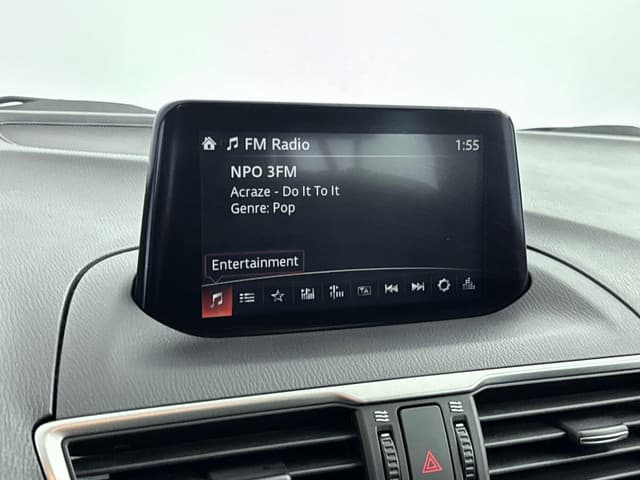 FM Radio 1:55
NPO 3FM
Acraze - Do It To It
Genre: Pop
Entertainment